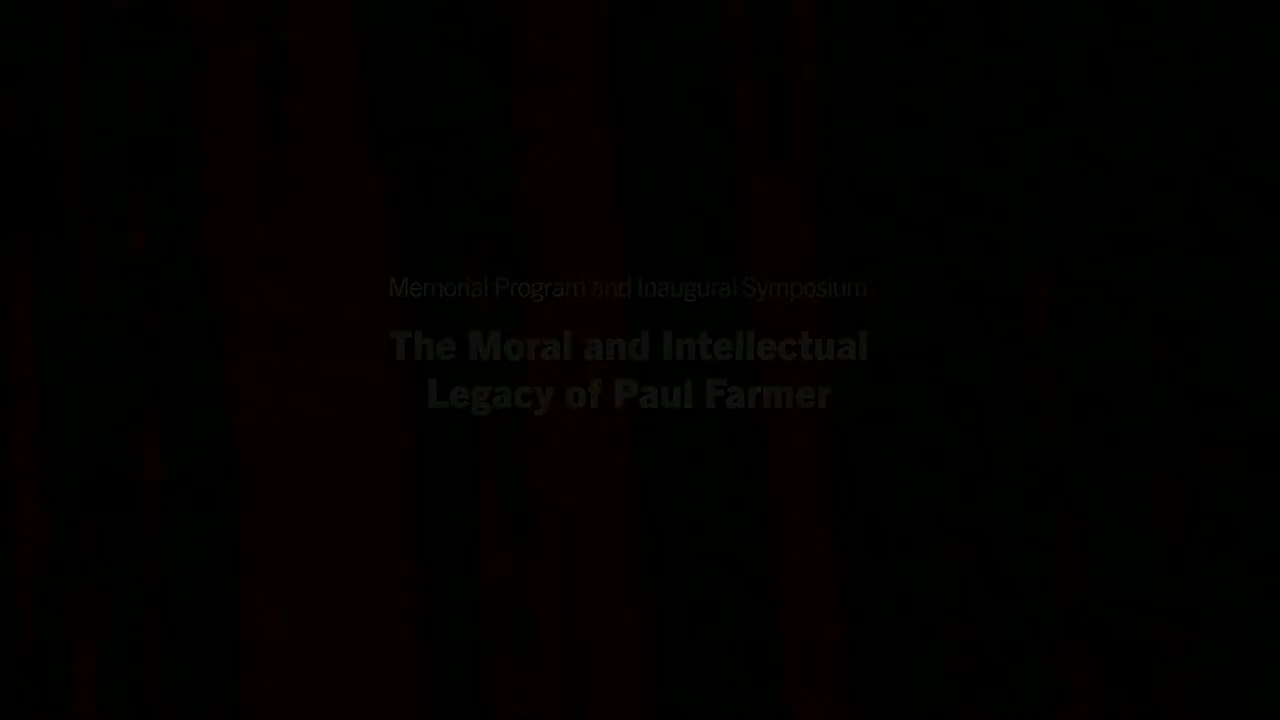 Memorial Program and Inaugural Symposium
The Moral and Intellectual
Legacy of Paul Farmer